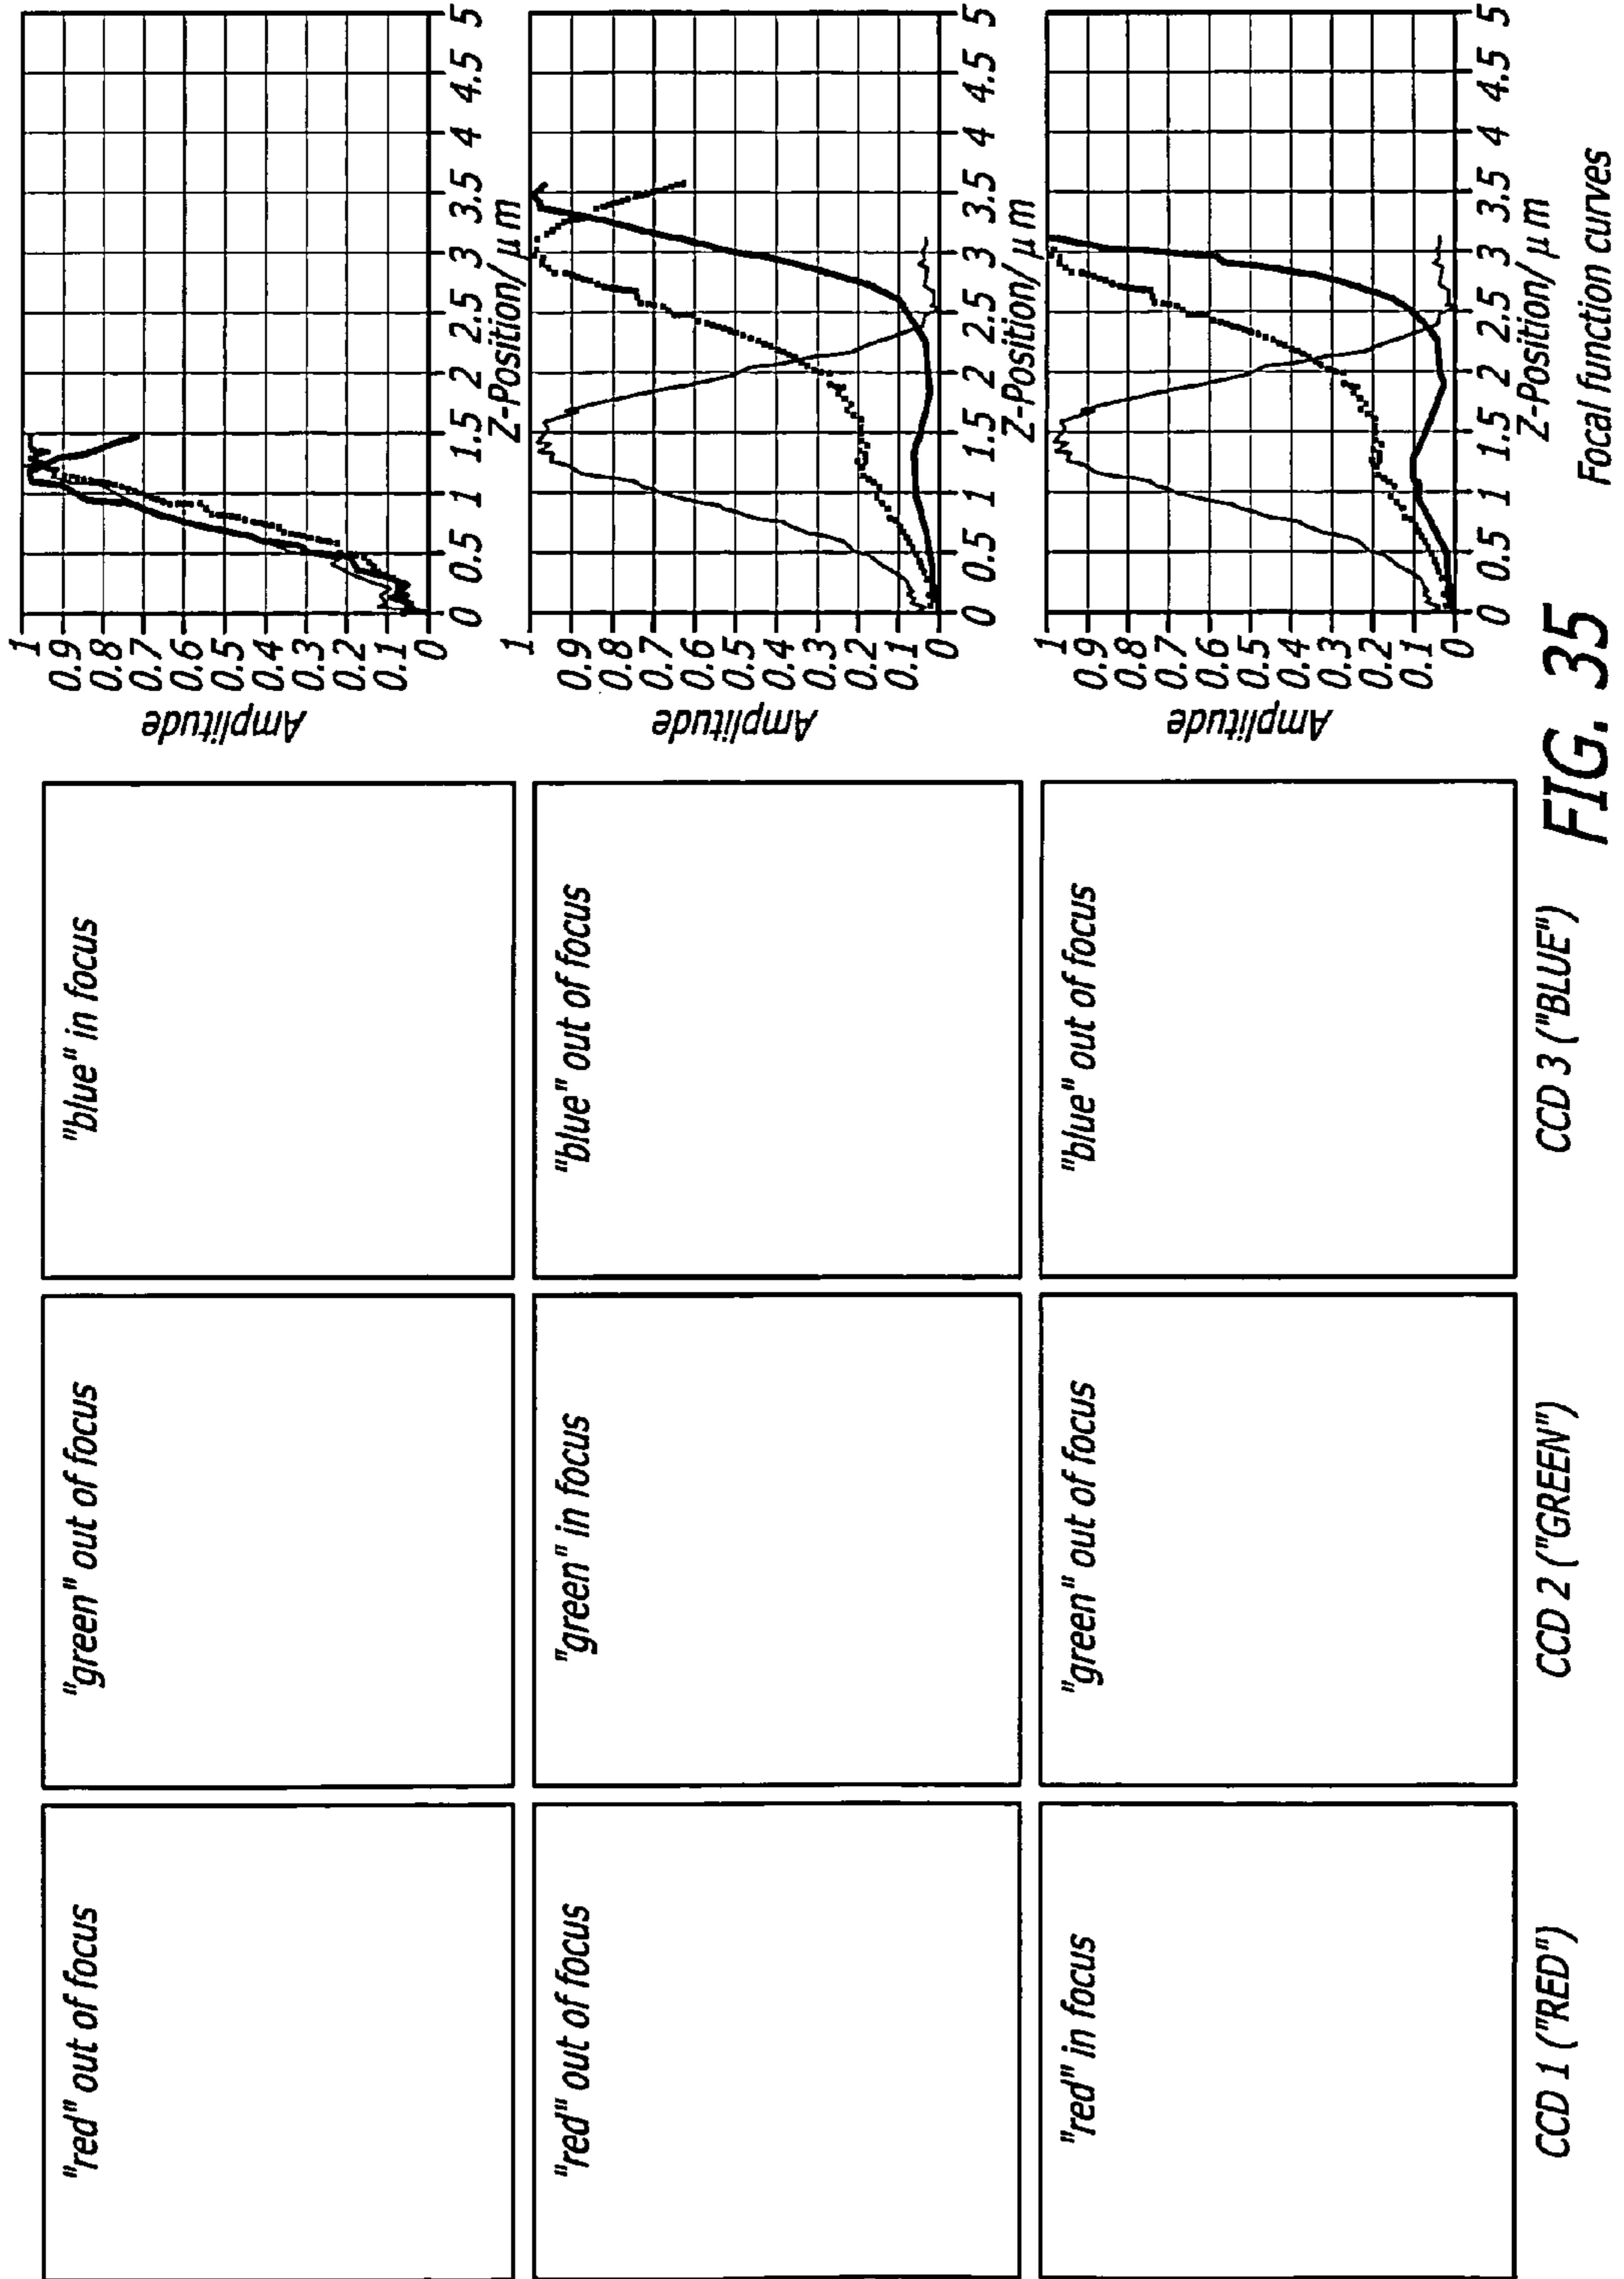 "red" out of focus
"green" out of focus
"blue" in focus
Amplitude
1
0.9
0.8
0.7
0.6
0.5
0.4
0.3
0.2
0.1
0
0 0.5 1 1.5 2 2.5 3 3.5 4 4.5 5
Z-Position/ μm
"red" out of focus
"green" in focus
"blue" out of focus
Amplitude
1
0.9
0.8
0.7
0.6
0.5
0.4
0.3
0.2
0.1
0
0 0.5 1 1.5 2 2.5 3 3.5 4 4.5 5
Z-Position/ μm
"red" in focus
"green" out of focus
"blue" out of focus
Amplitude
1
0.9
0.8
0.7
0.6
0.5
0.4
0.3
0.2
0.1
0
0 0.5 1 1.5 2 2.5 3 3.5 4 4.5 5
Z-Position/ μm
CCD 1 ("RED")
CCD 2 ("GREEN")
CCD 3 ("BLUE")
FIG. 35
Focal function curves